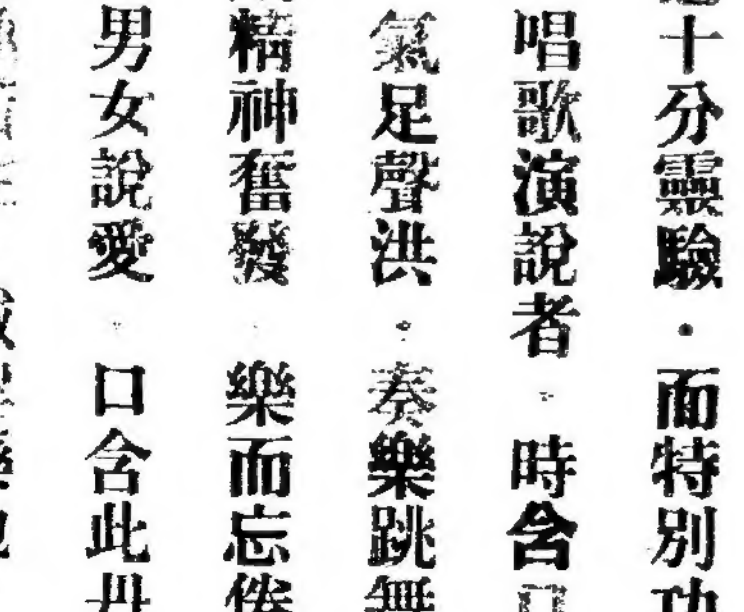 十分靈驗・面特別功
唱歌演說者・時含
氣足聲洪・奏樂跳舞
精神奮發・樂而忘倦
男女說愛・口含此丹